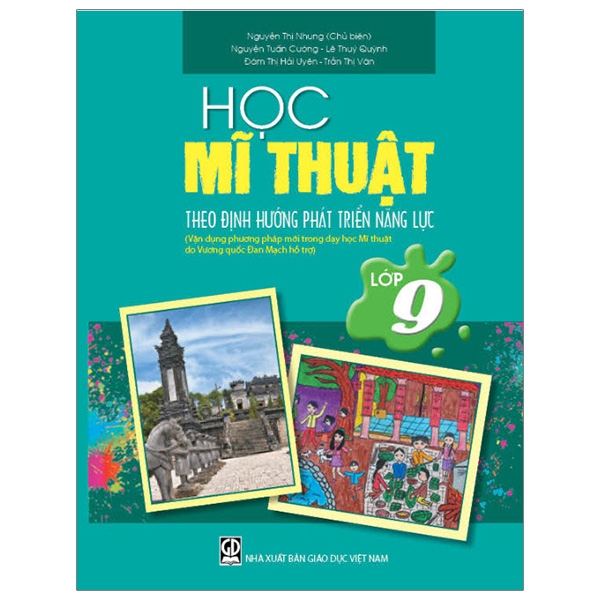 Nguyễn Thị Nhung (Chủ biên)
Nguyễn Tuấn Cường - Lê Thuý Quỳnh
Đàm Thị Hải Uyên - Trần Thị Vân
HỌC
MĨ THUẬT
THEO ĐỊNH HƯỚNG PHÁT TRIỂN NĂNG LỰC
(Vận dụng phương pháp mới trong dạy học Mĩ thuật
do Vương quốc Đan Mạch hỗ trợ)
LỚP
9
GD
NHÀ XUẤT BẢN GIÁO DỤC VIỆT NAM